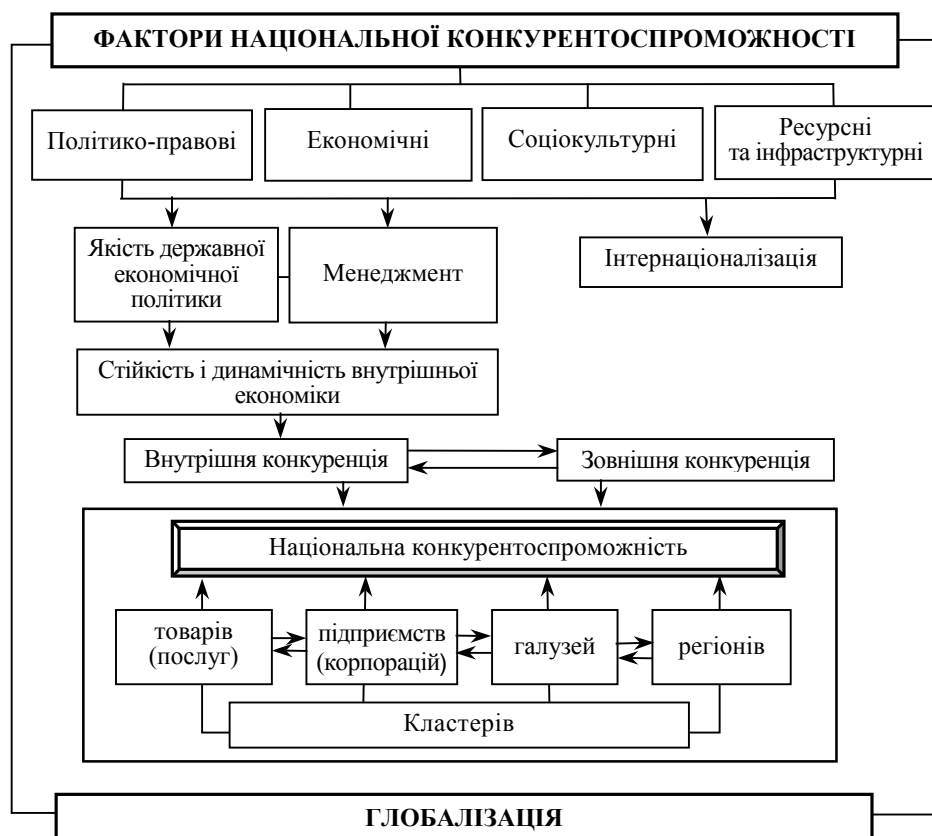 ФАКТОРИ НАЦІОНАЛЬНОЇ КОНКУРЕНТОСПРОМОЖНОСТІ
Політико-правові
Економічні
Соціокультурні
Ресурсні
та інфраструктурні
Якість державної
економічної
політики
Менеджмент
Інтернаціоналізація
Стійкість і динамічність внутрішньої
економіки
Внутрішня конкуренція
Зовнішня конкуренція
Національна конкурентоспроможність
товарів
(послуг)
підприємств
(корпорацій)
галузей
регіонів
Кластерів
ГЛОБАЛІЗАЦІЯ